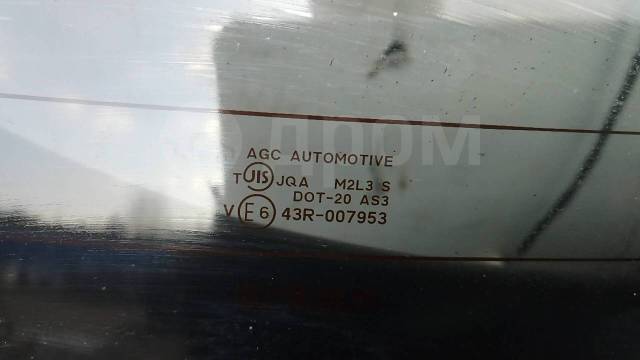 дром
AGC AUTOMOTIVE
T JIS JQA M2L3 S
DOT-20 AS3
V E6 43R-007953